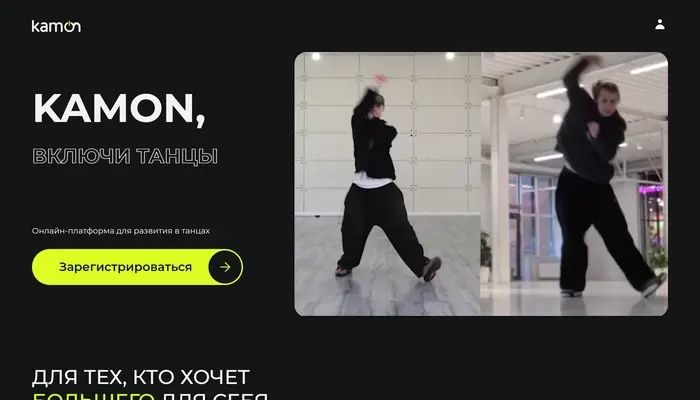 kamon
KAMON,
ВКЛЮЧИ ТАНЦЫ
Онлайн-платформа для развития в танцах
Зарегистрироваться
ДЛЯ ТЕХ, КТО ХОЧЕТ
БОЛЬШЕГО ДЛЯ СЕБЯ